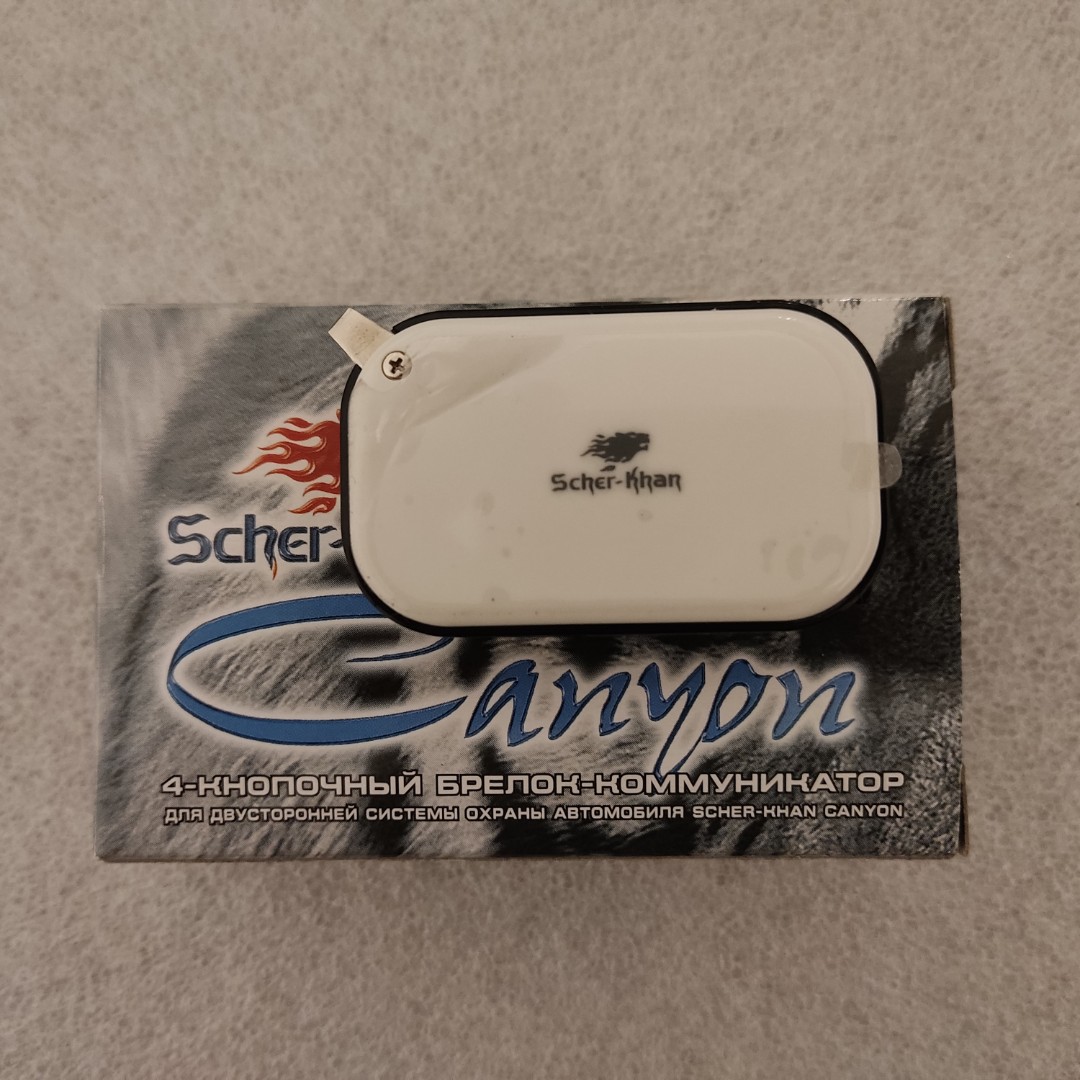 Scher-Khan
Scher-
Canyon
4-КНОПОЧНЫЙ БРЕЛОК-КОММУНИКАТОР
ДЛЯ ДВУСТОРОННЕЙ СИСТЕМЫ ОХРАНЫ АВТОМОБИЛЯ SCHER-KHAN CANYON